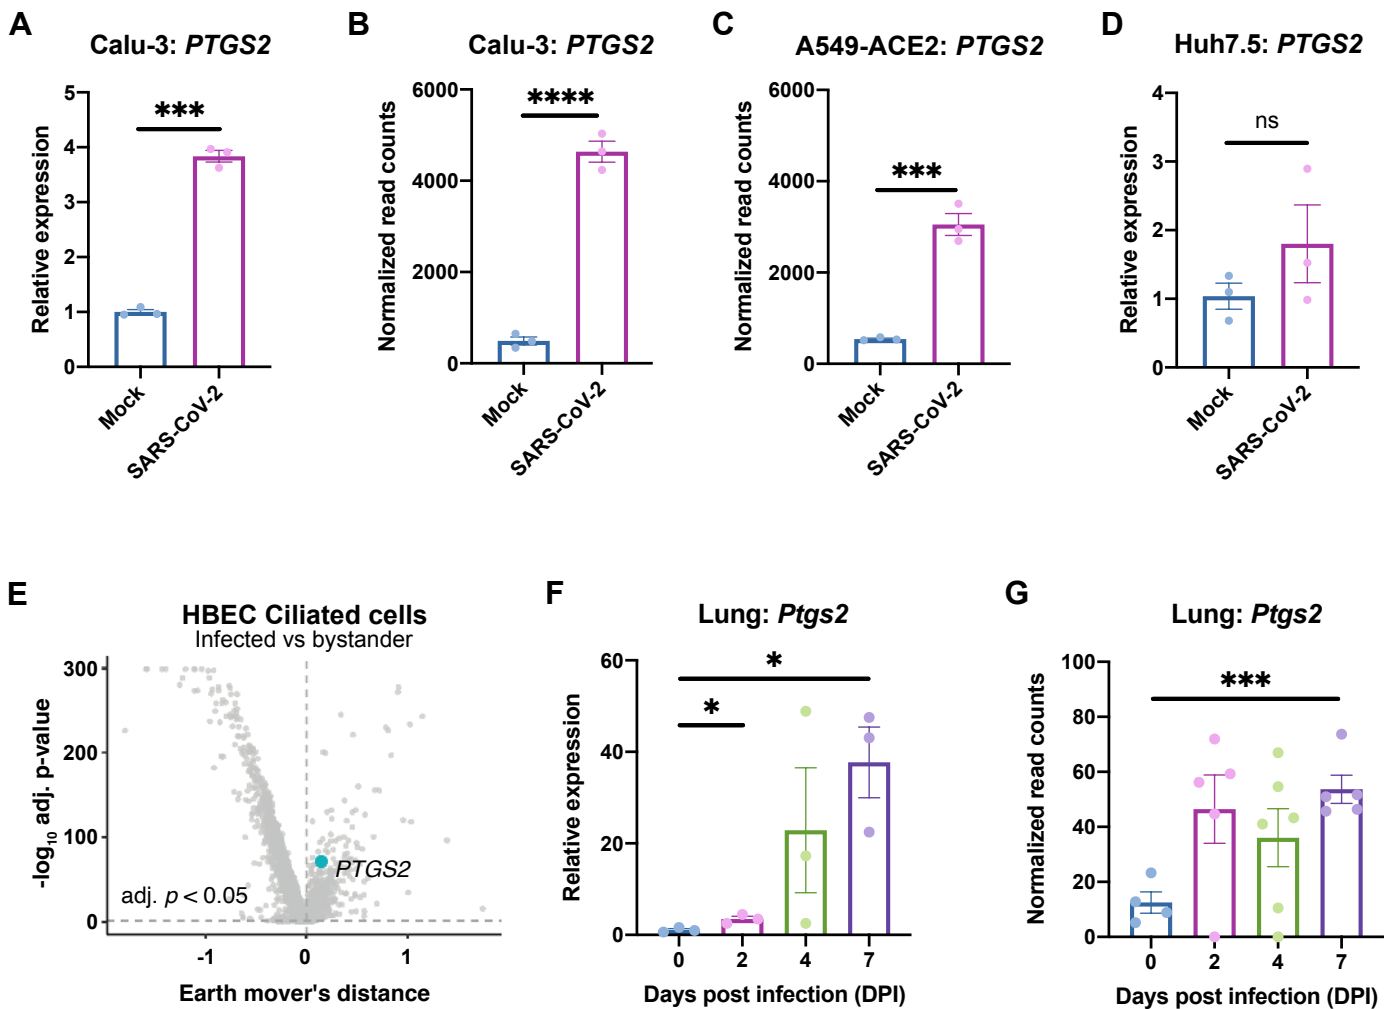 A
Calu-3: PTGS2
Relative expression
5
4
3
2
1
0
***
Mock
SARS-CoV-2
B
Calu-3: PTGS2
Normalized read counts
6000
4000
2000
0
****
Mock
SARS-CoV-2
C
A549-ACE2: PTGS2
Normalized read counts
6000
4000
2000
0
***
Mock
SARS-CoV-2
D
Huh7.5: PTGS2
Relative expression
4
3
2
1
0
ns
Mock
SARS-CoV-2
E
HBEC Ciliated cells
Infected vs bystander
-log₁₀ adj. p-value
300
200
100
0
PTGS2
adj. p < 0.05
-1 0 1
Earth mover's distance
F
Lung: Ptgs2
Relative expression
60
40
20
0
*
*
0 2 4 7
Days post infection (DPI)
G
Lung: Ptgs2
Normalized read counts
100
80
60
40
20
0
***
0 2 4 7
Days post infection (DPI)